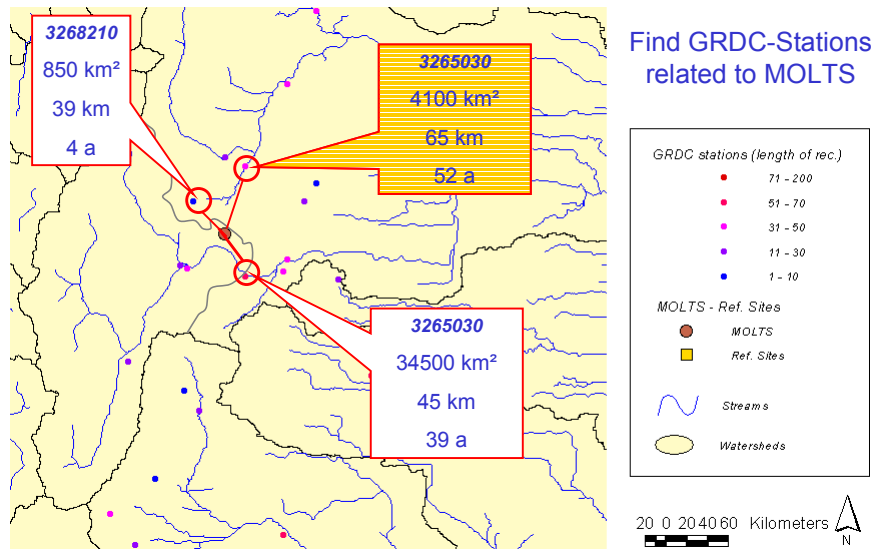 3268210
850 km²
39 km
4 a
3265030
4100 km²
65 km
52 a
3265030
34500 km²
45 km
39 a
Find GRDC-Stations
related to MOLTS
GRDC stations (length of rec.)
71 - 200
51 - 70
31 - 50
11 - 30
1 - 10
MOLTS - Ref. Sites
MOLTS
Ref. Sites
Streams
Watersheds
20 0 20 40 60 Kilometers
N